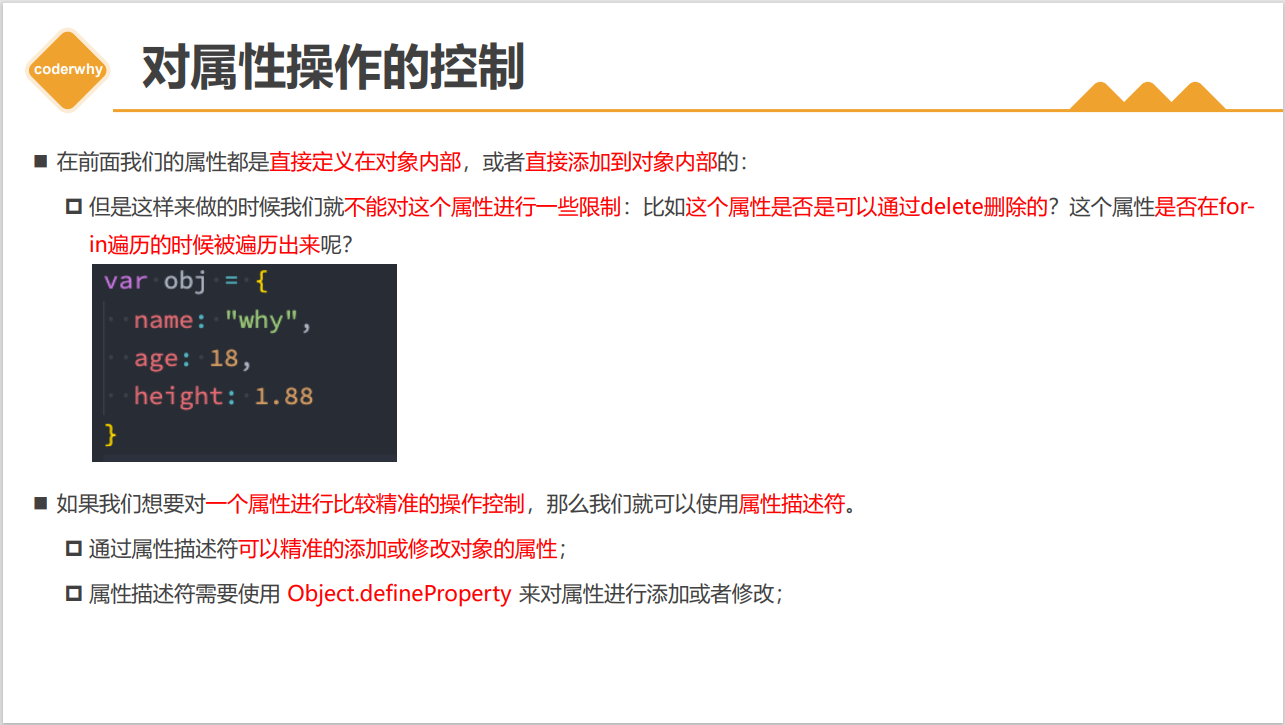 coderwhy
对属性操作的控制
在前面我们的属性都是直接定义在对象内部，或者直接添加到对象内部的：
但是这样来做的时候我们就不能对这个属性进行一些限制：比如这个属性是否是可以通过delete删除的？这个属性是否在for-
in遍历的时候被遍历出来呢？
var obj = {
name: "why",
age: 18,
height: 1.88
}
如果我们想要对一个属性进行比较精准的操作控制，那么我们就可以使用属性描述符。
通过属性描述符可以精准的添加或修改对象的属性；
属性描述符需要使用 Object.defineProperty 来对属性进行添加或者修改；